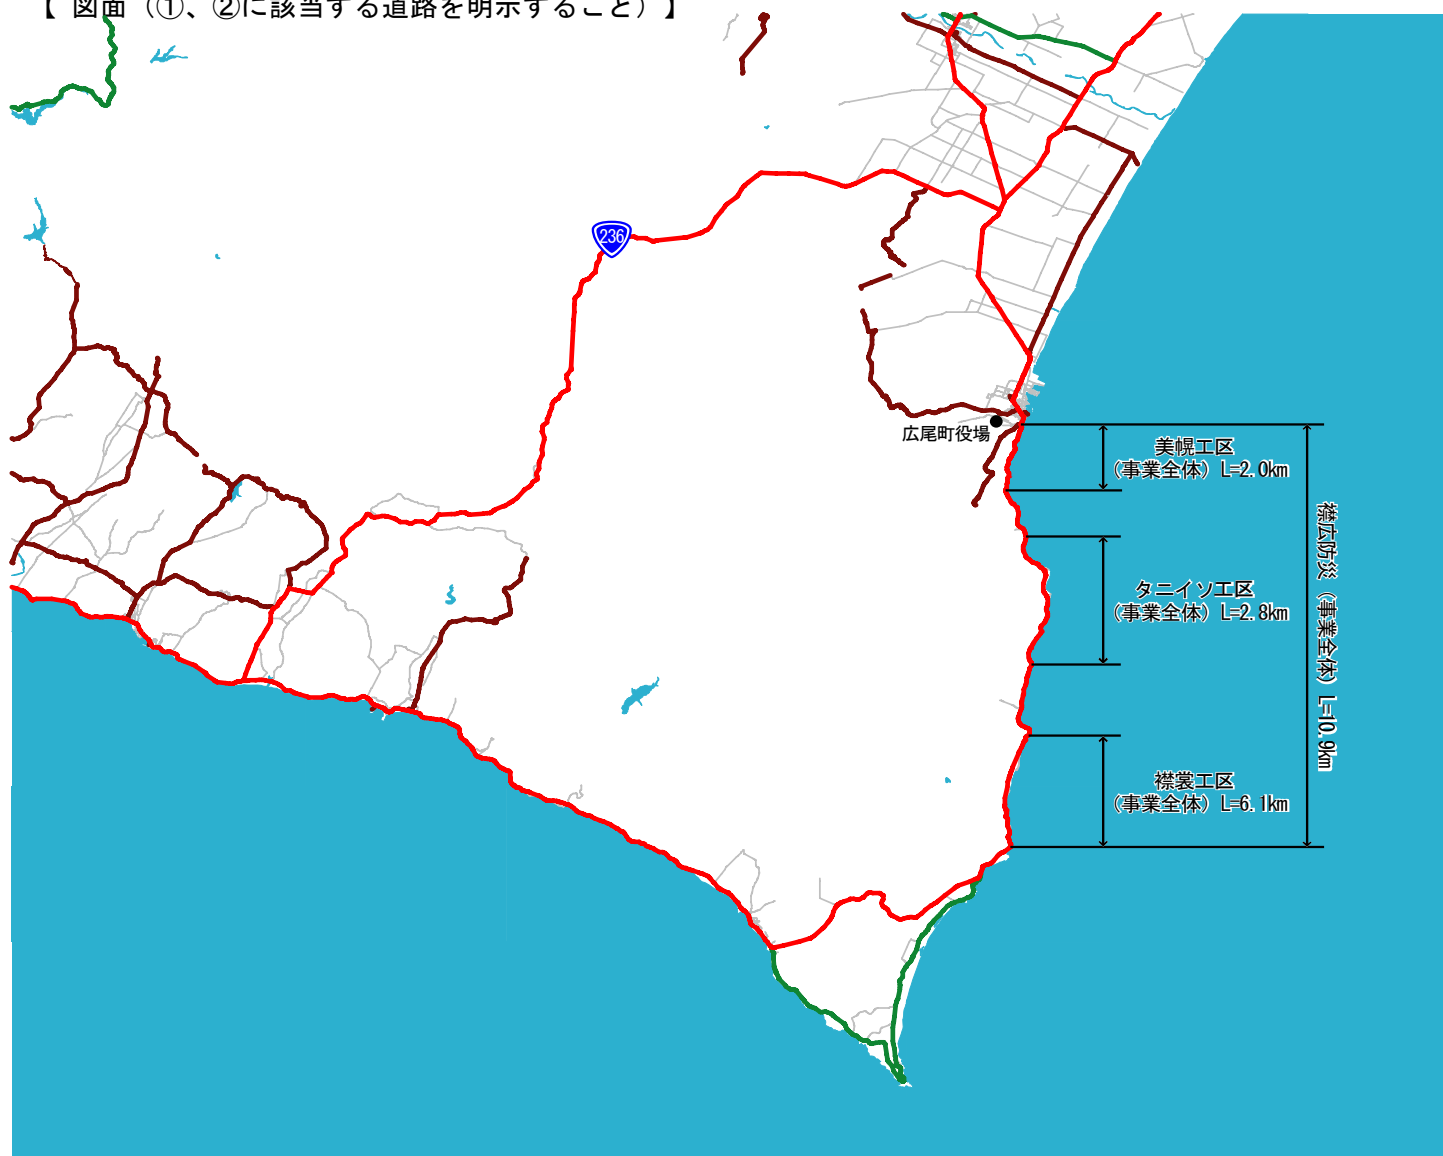 【 図面（①、②に該当する道路を明示すること）】
236
広尾町役場
美幌工区
（事業全体）L=2.0km
タニイソ工区
（事業全体）L=2.8km
襟裳工区
（事業全体）L=6.1km
襟広防災（事業全体）L=10.9km